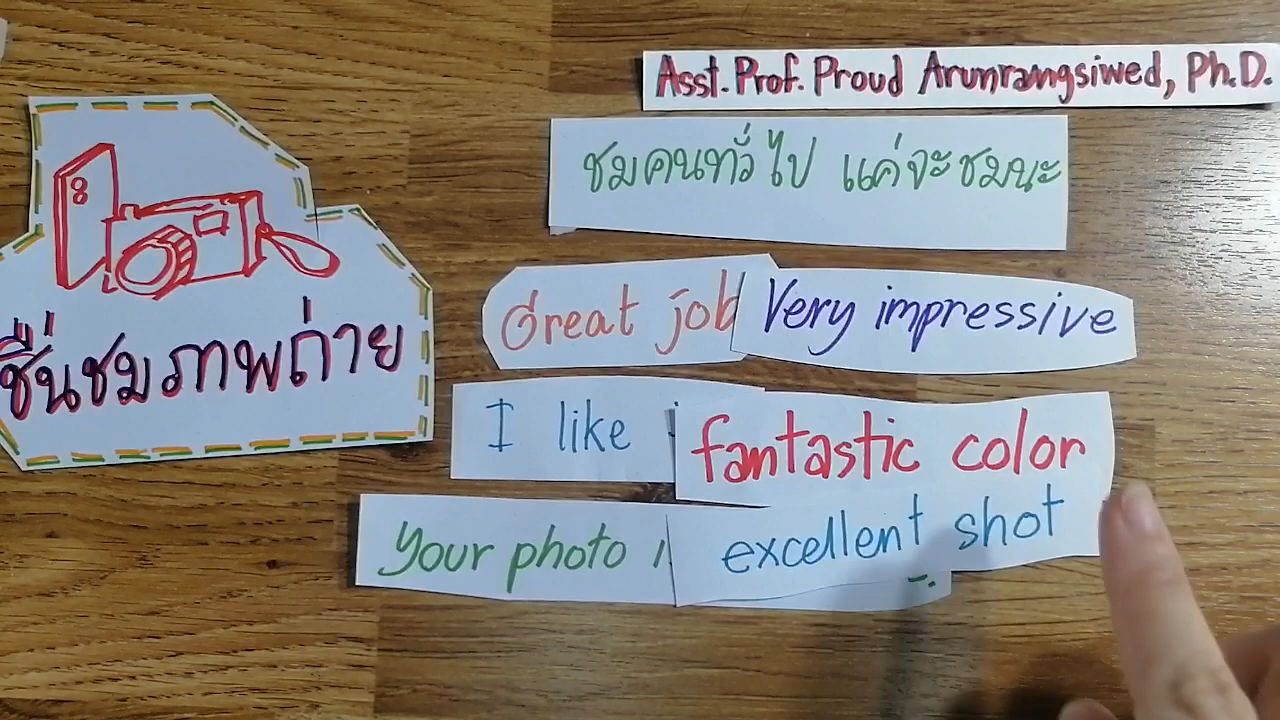 Asst. Prof. Proud Arunrangsiwed, Ph.D.
ชมคนทั่วไป แค่จะชมนะ
ชื่นชมภาพถ่าย
Great job
Very impressive
I like
fantastic color
your photo
excellent shot